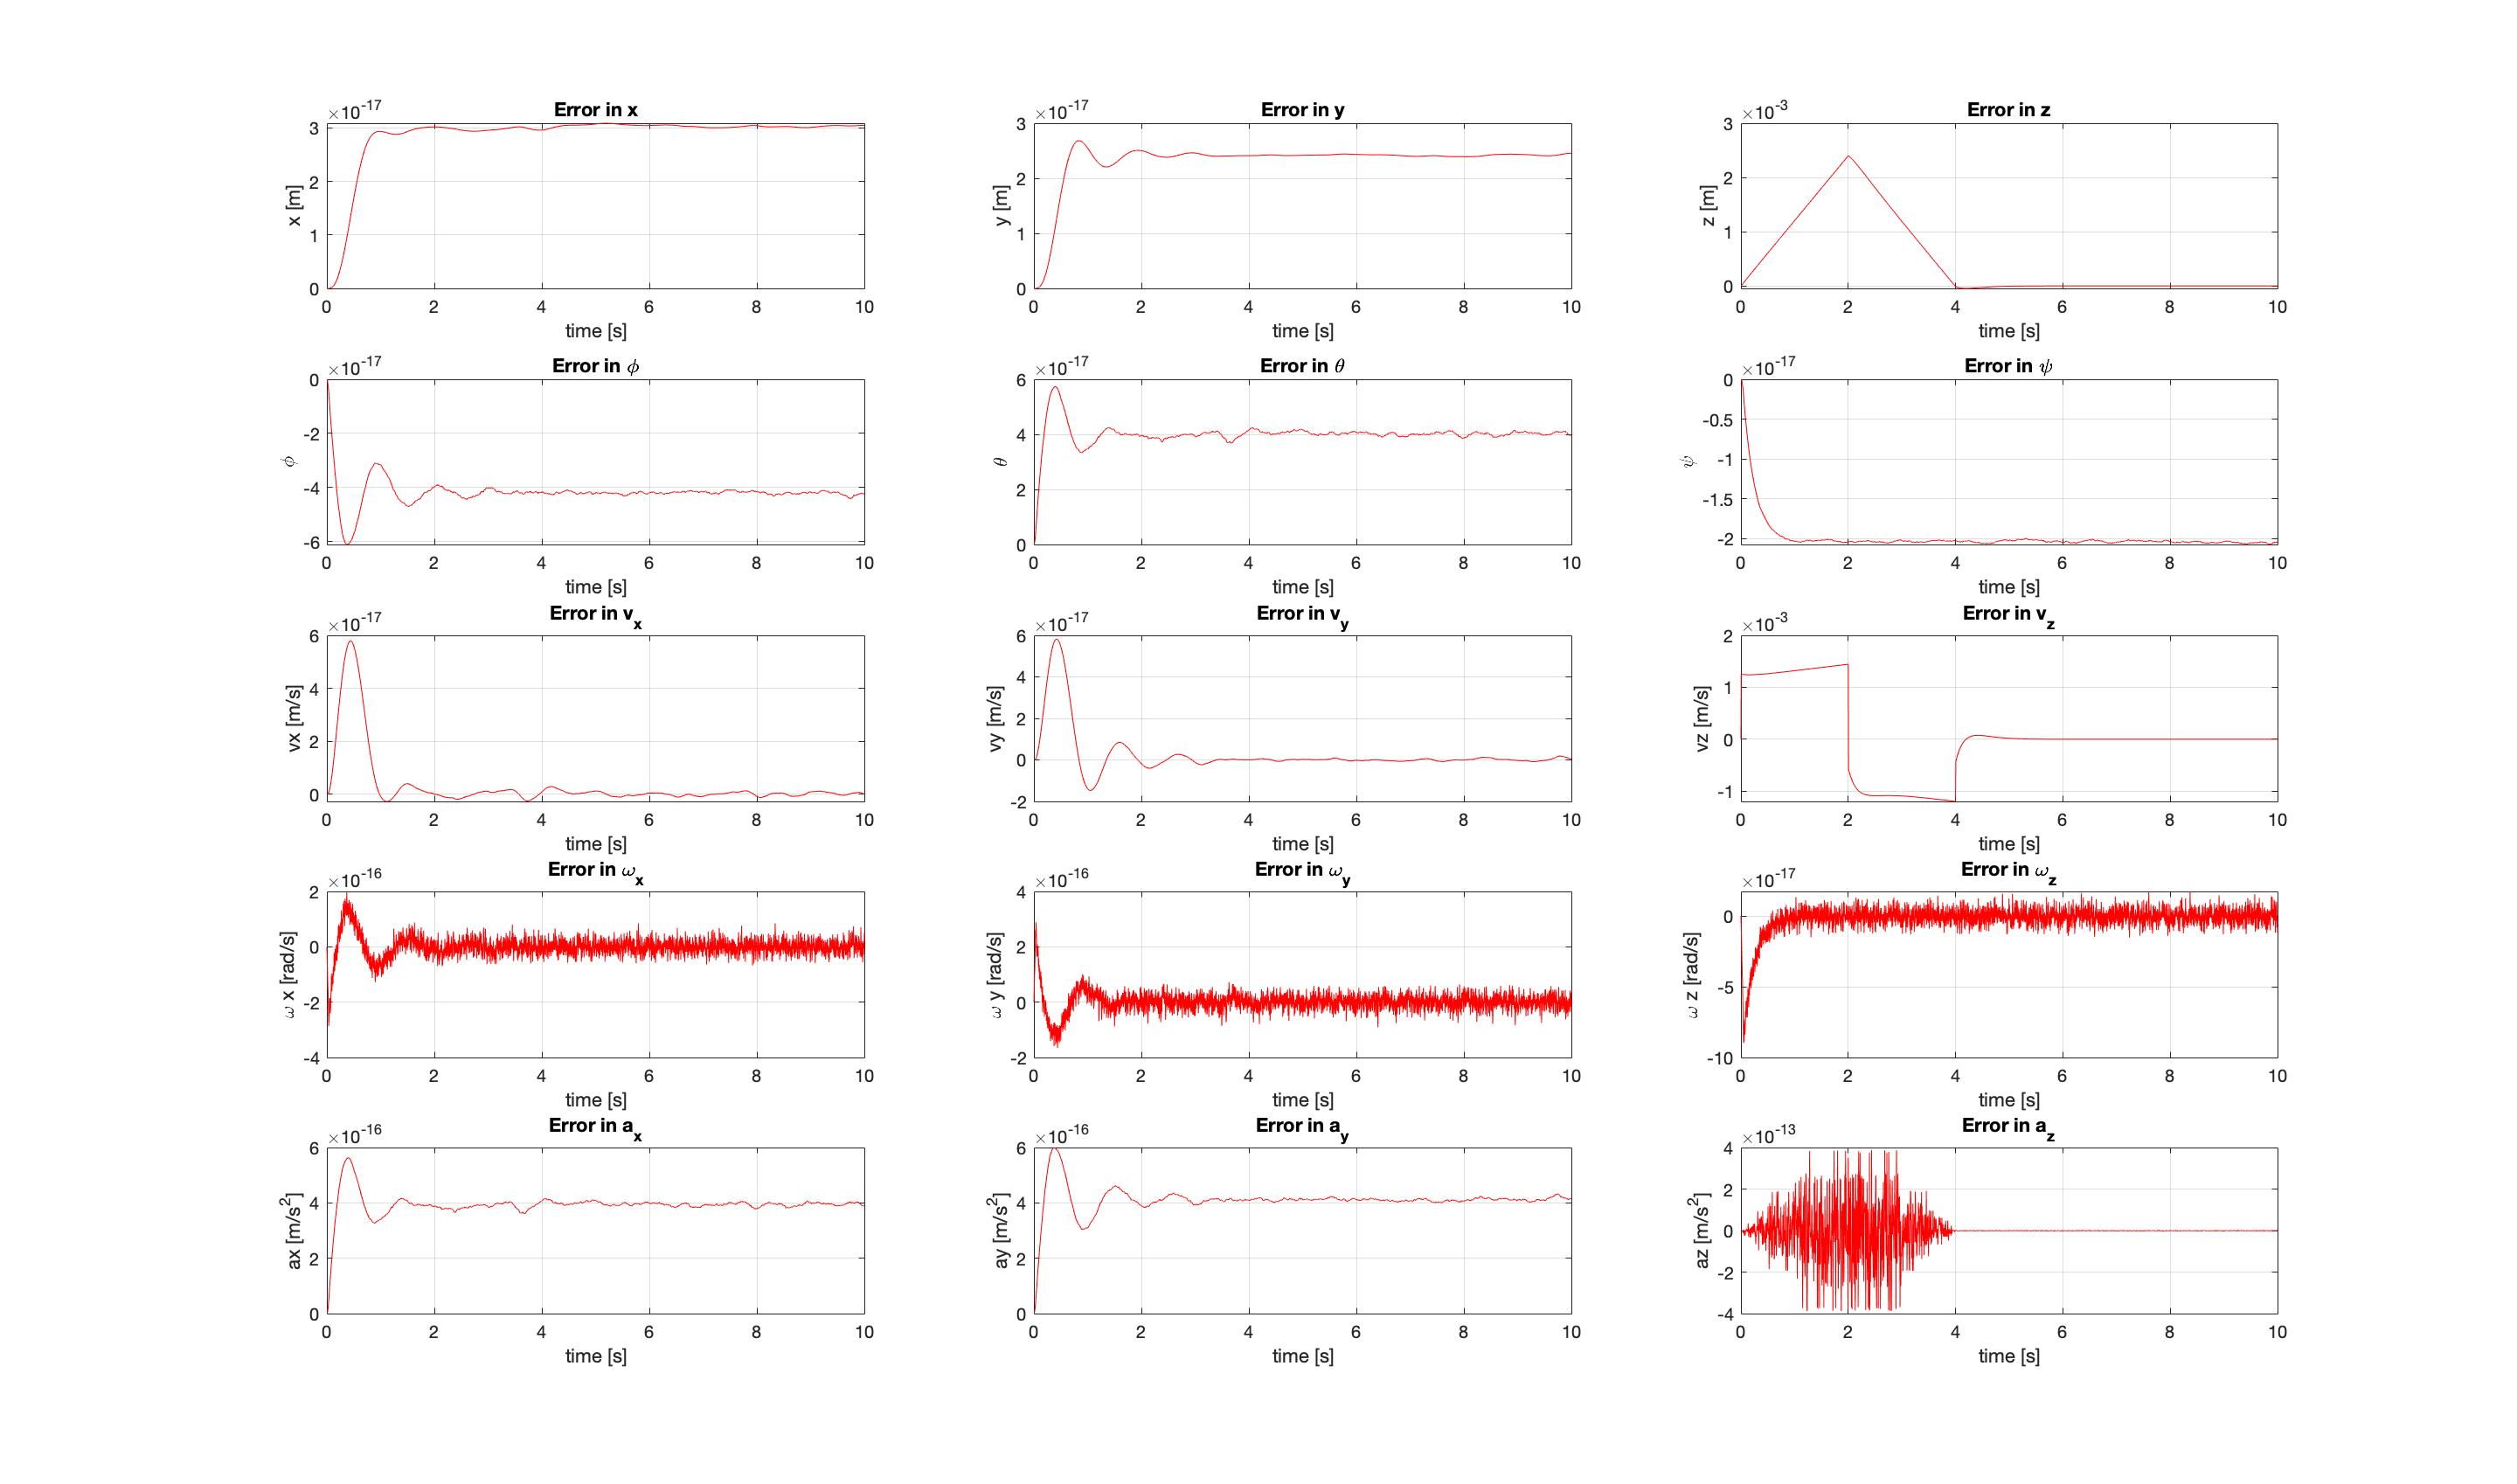 Error in x
×10-17
x [m]
3
2
1
0
0 2 4 6 8 10
time [s]
Error in y
×10-17
y [m]
3
2
1
0
0 2 4 6 8 10
time [s]
Error in z
×10-3
z [m]
3
2
1
0
0 2 4 6 8 10
time [s]
Error in ϕ
×10-17
ϕ
0
-2
-4
-6
0 2 4 6 8 10
time [s]
Error in θ
×10-17
θ
6
4
2
0
0 2 4 6 8 10
time [s]
Error in ψ
×10-17
ψ
0
-0.5
-1
-1.5
-2
0 2 4 6 8 10
time [s]
Error in vx
×10-17
vx [m/s]
6
4
2
0
0 2 4 6 8 10
time [s]
Error in vy
×10-17
vy [m/s]
6
4
2
0
-2
0 2 4 6 8 10
time [s]
Error in vz
×10-3
vz [m/s]
2
1
0
-1
0 2 4 6 8 10
time [s]
Error in ωx
×10-16
ω x [rad/s]
2
0
-2
-4
0 2 4 6 8 10
time [s]
Error in ωy
×10-16
ω y [rad/s]
4
2
0
-2
0 2 4 6 8 10
time [s]
Error in ωz
×10-17
ω z [rad/s]
0
-5
-10
0 2 4 6 8 10
time [s]
Error in ax
×10-16
ax [m/s2]
6
4
2
0
0 2 4 6 8 10
time [s]
Error in ay
×10-16
ay [m/s2]
6
4
2
0
0 2 4 6 8 10
time [s]
Error in az
×10-13
az [m/s2]
4
2
0
-2
-4
0 2 4 6 8 10
time [s]